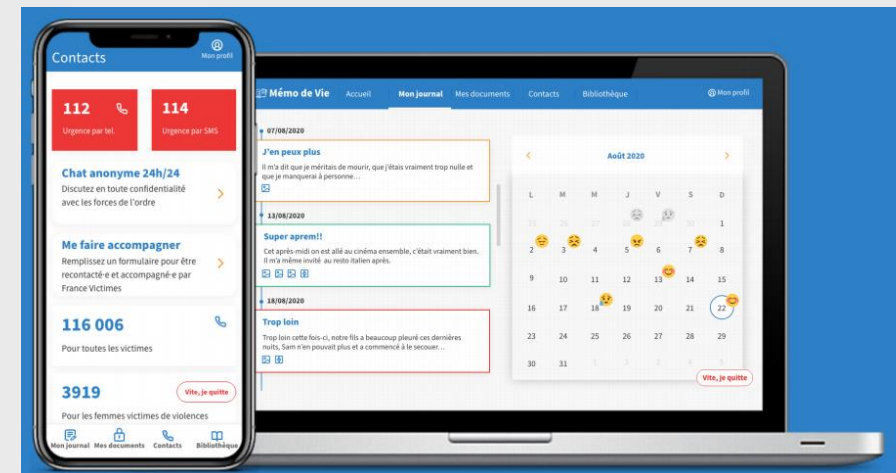 Contacts
Mon profil
112
Urgence par tel.
114
Urgence par SMS
Chat anonyme 24h/24
Discutez en toute confidentialité
avec les forces de l'ordre
Me faire accompagner
Remplissez un formulaire pour être
recontacté·e et accompagné·e par
France Victimes
116 006
Pour toutes les victimes
3919
Vite, je quitte
Pour les femmes victimes de violences
Mon journal Mes documents Contacts Bibliothèque
Mémo de Vie Accueil Mon journal Mes documents Contacts Bibliothèque Mon profil
07/08/2020
J'en peux plus
Il m'a dit que je méritais de mourir, que j'étais vraiment trop nulle et
que je manquerai à personne...
13/08/2020
Super aprem!!
Cet après-midi on est allé au cinéma ensemble, c'était vraiment bien.
Il m'a même invité au resto italien après.
18/08/2020
Trop loin
Trop loin cette fois-ci, notre fils a beaucoup pleuré ces dernières
nuits, Sam n'en pouvait plus et a commencé à le secouer...
< Août 2020 >
L M M J V S D
1
2 3 4 5 6 7 8
9 10 11 12 13 14 15
16 17 18 19 20 21 22
23 24 25 26 27 28 29
30 31
Vite, je quitte